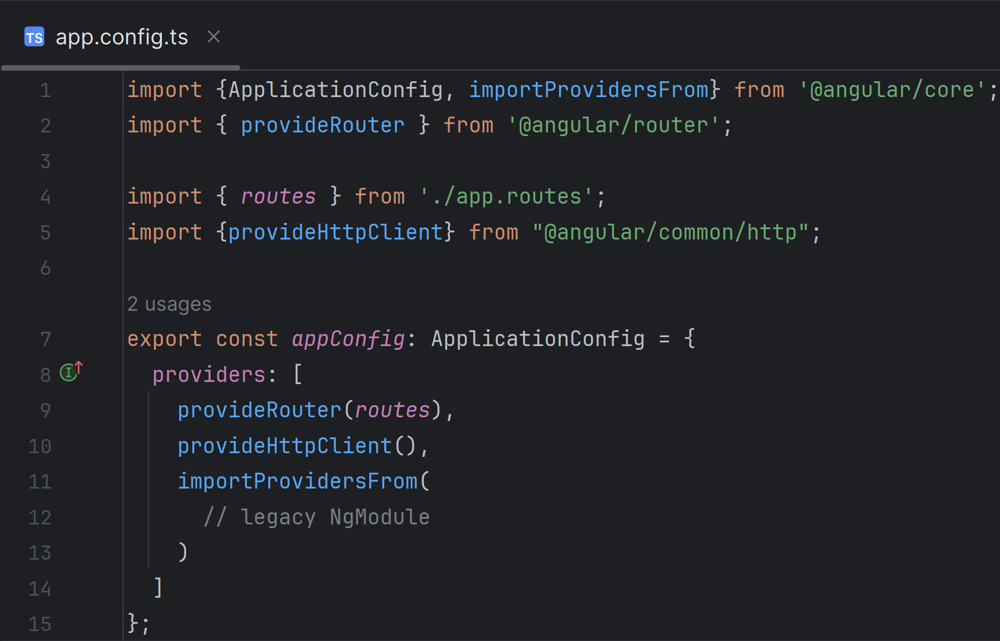 TS app.config.ts ×
1 import {ApplicationConfig, importProvidersFrom} from '@angular/core';
2 import { provideRouter } from '@angular/router';
3
4 import { routes } from './app.routes';
5 import {provideHttpClient} from "@angular/common/http";
6
2 usages
7 export const appConfig: ApplicationConfig = {
8   providers: [
9     provideRouter(routes),
10     provideHttpClient(),
11     importProvidersFrom(
12       // legacy NgModule
13     )
14   ]
15 };